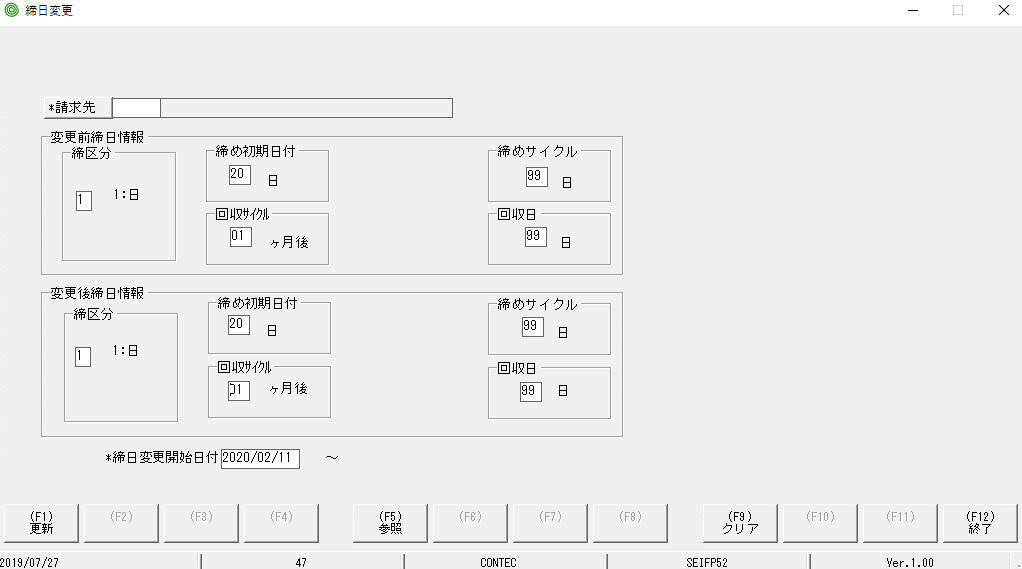 締日変更
*請求先
変更前締日情報
締区分
1
1:日
締め初期日付
20
日
締めサイクル
99
日
回収ｻｲｸﾙ
01
ヶ月後
回収日
99
日
変更後締日情報
締区分
1
1:日
締め初期日付
20
日
締めサイクル
99
日
回収ｻｲｸﾙ
01
ヶ月後
回収日
99
日
*締日変更開始日付 2020/02/11 ～
(F1) (F2) (F3) (F4) (F5) (F6) (F7) (F8) (F9) (F10) (F11) (F12)
更新 参照 クリア 終了
2019/07/27 47 CONTEC SEIFP52 Ver.1.00